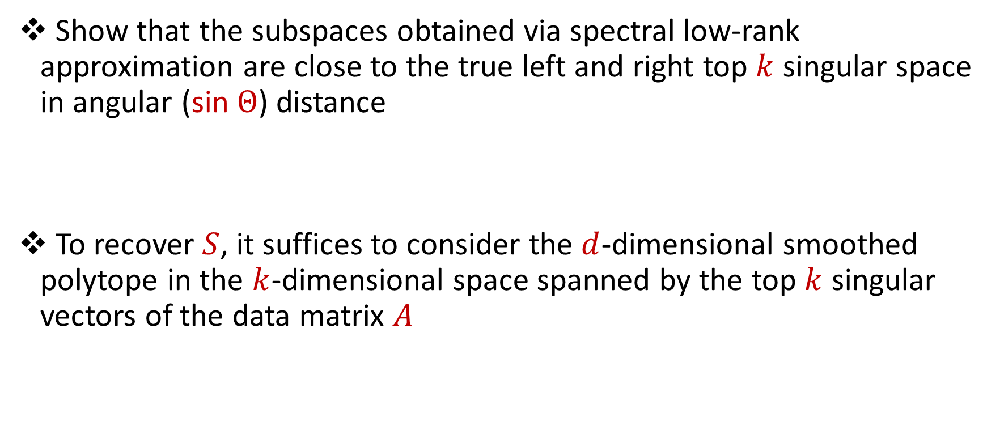 ❖ Show that the subspaces obtained via spectral low-rank
approximation are close to the true left and right top k singular space
in angular (sin Θ) distance
❖ To recover S, it suffices to consider the d-dimensional smoothed
polytope in the k-dimensional space spanned by the top k singular
vectors of the data matrix A